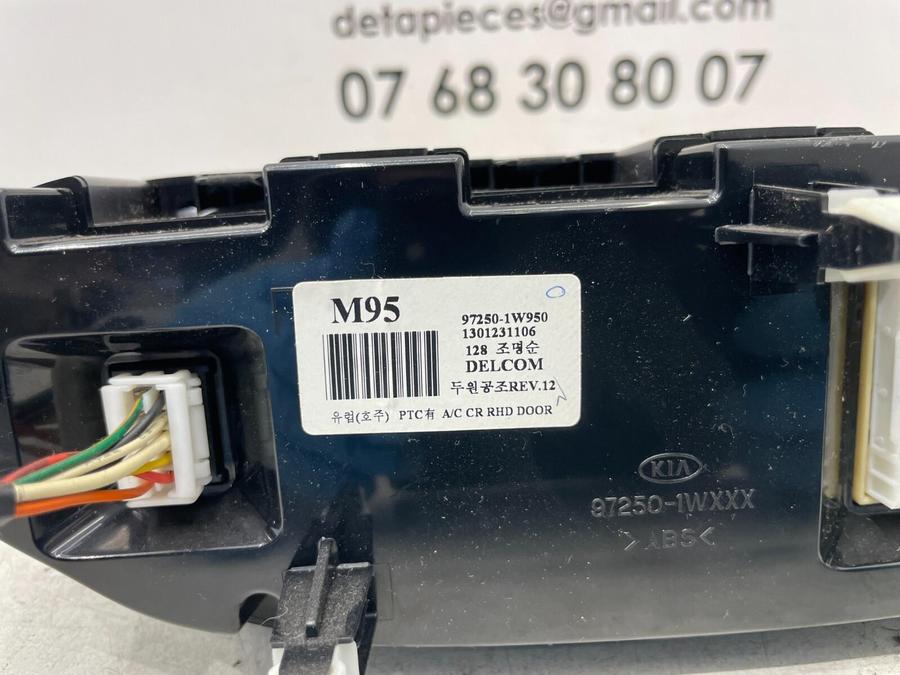 detapieces@gmail.com
07 68 30 80 07
M95
97250-1W950
1301231106
128 조명순
DELCOM
두원공조REV.12
유럽(호주) PTC有 A/C CR RHD DOOR
KIA
97250-1WXXX
>ABS<